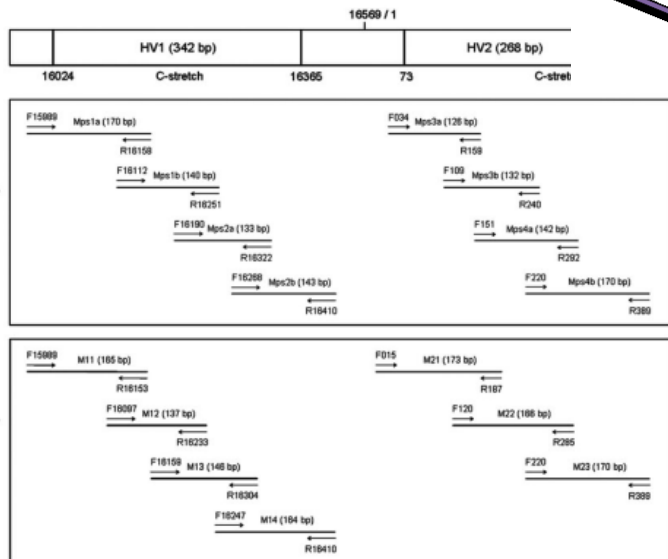 16569 / 1
HV1 (342 bp) HV2 (268 bp)
16024 C-stretch 16365 73 C-stret
F15989 Mps1a (170 bp) R16158
F16112 Mps1b (140 bp) R16251
F16190 Mps2a (133 bp) R16322
F16268 Mps2b (143 bp) R16410
F034 Mps3a (126 bp) R159
F109 Mps3b (132 bp) R240
F151 Mps4a (142 bp) R292
F220 Mps4b (170 bp) R389
F15989 M11 (165 bp) R16153
F16097 M12 (137 bp) R16233
F16159 M13 (146 bp) R16304
F16247 M14 (164 bp) R16410
F015 M21 (173 bp) R187
F120 M22 (166 bp) R285
F220 M23 (170 bp) R389